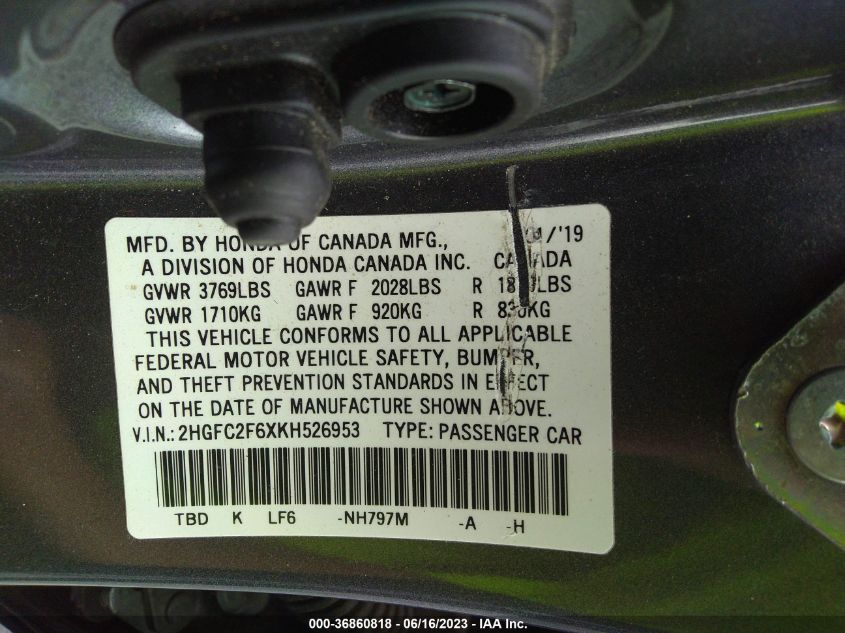 MFD. BY HONDA OF CANADA MFG., /'19
A DIVISION OF HONDA CANADA INC. CANADA
GVWR 3769LBS GAWR F 2028LBS R
GVWR 1710KG GAWR F 920KG R
THIS VEHICLE CONFORMS TO ALL APPLICABLE
FEDERAL MOTOR VEHICLE SAFETY, BUMPER,
AND THEFT PREVENTION STANDARDS IN EFFECT
ON THE DATE OF MANUFACTURE SHOWN ABOVE.
V.I.N.: 2HGFC2F6XKH526953 TYPE: PASSENGER CAR
TBD K LF6 -NH797M -A -H
000-36860818 - 06/16/2023 - IAA Inc.